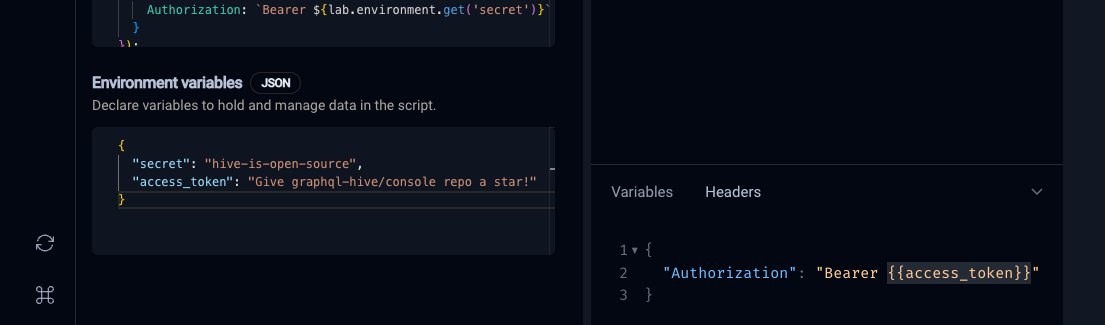 Authorization: `Bearer ${lab.environment.get('secret')}`
}
});
Environment variables JSON
Declare variables to hold and manage data in the script.
{
"secret": "hive-is-open-source",
"access_token": "Give graphql-hive/console repo a star!"
}
Variables Headers
1 {
2 "Authorization": "Bearer {{access_token}}"
3 }